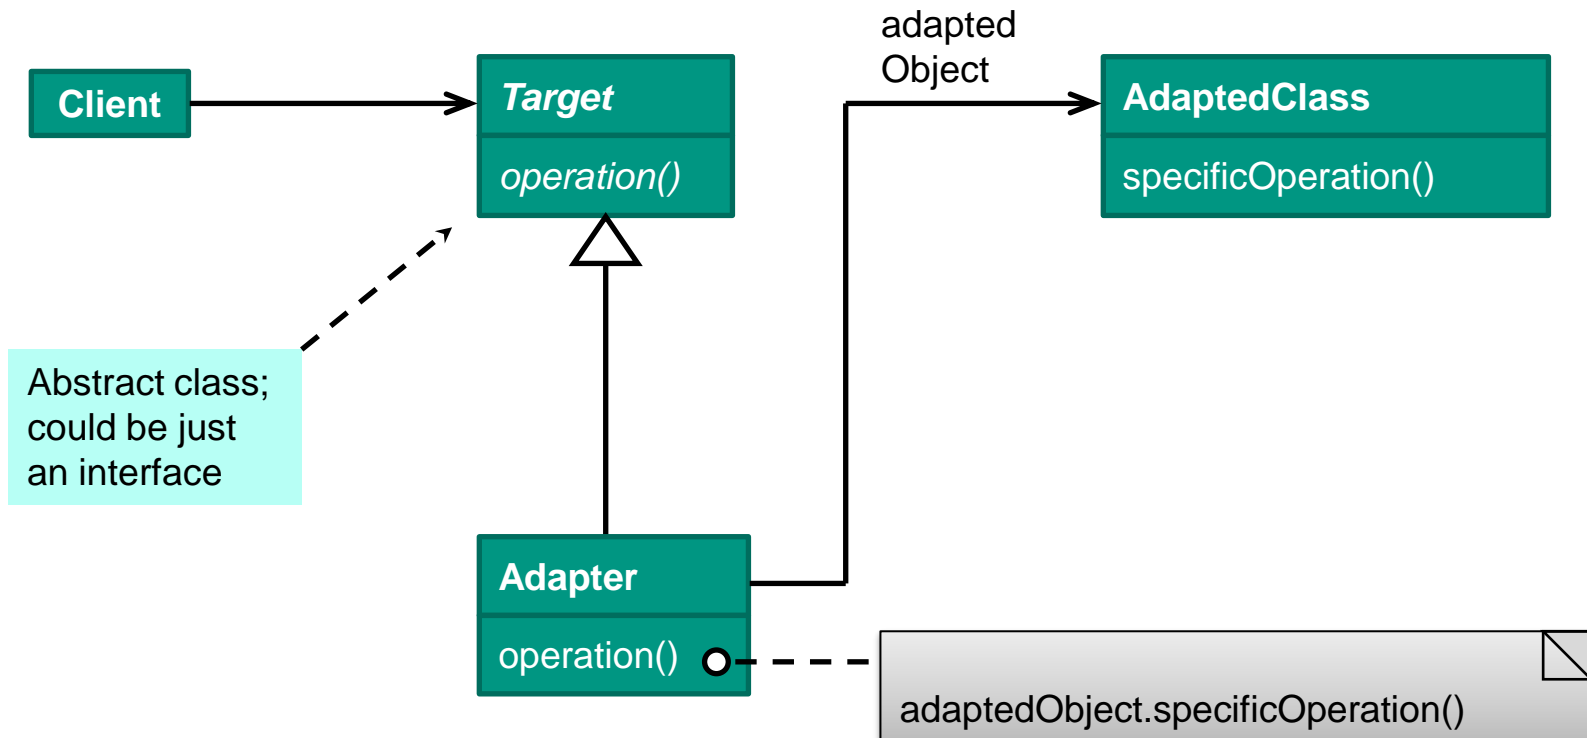 adapted
Object
Client
Target
operation()
AdaptedClass
specificOperation()
Abstract class;
could be just
an interface
Adapter
operation()
adaptedObject.specificOperation()